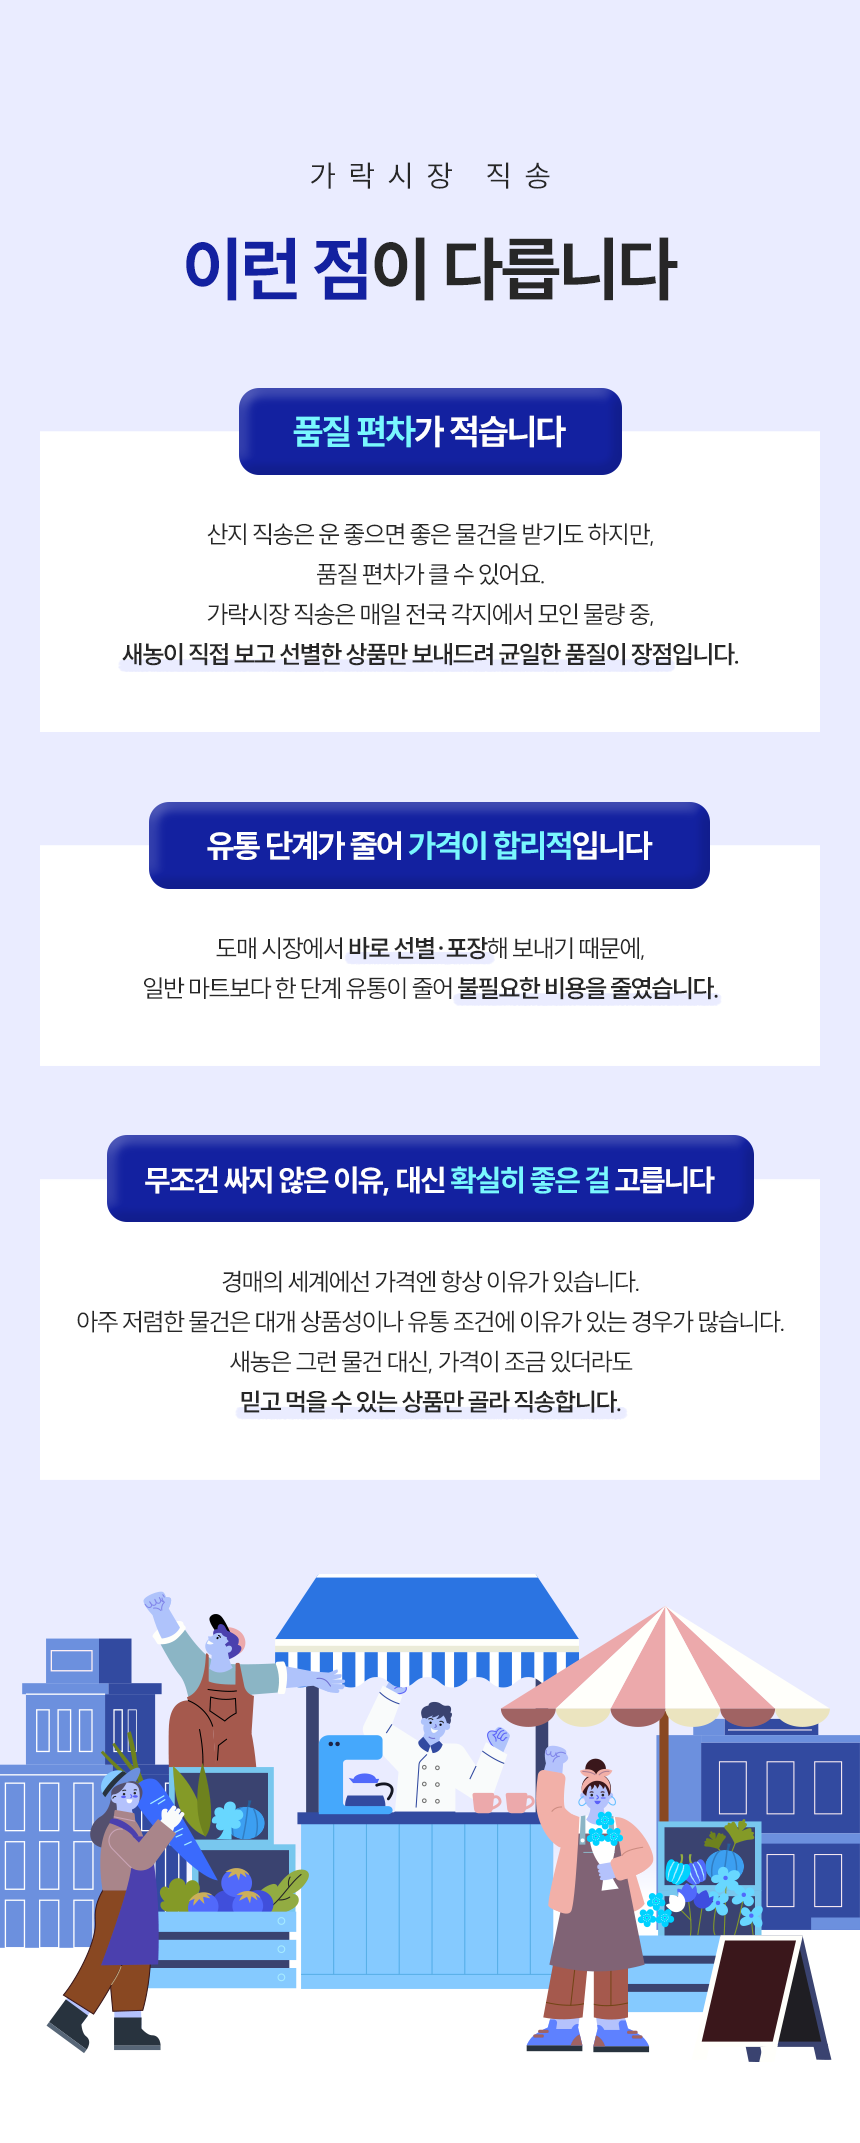 가락시장 직송
이런 점이 다릅니다
품질 편차가 적습니다
산지 직송은 운 좋으면 좋은 물건을 받기도 하지만,
품질 편차가 클 수 있어요.
가락시장 직송은 매일 전국 각지에서 모인 물량 중,
새농이 직접 보고 선별한 상품만 보내드려 균일한 품질이 장점입니다.
유통 단계가 줄어 가격이 합리적입니다
도매 시장에서 바로 선별·포장해 보내기 때문에,
일반 마트보다 한 단계 유통이 줄어 불필요한 비용을 줄였습니다.
무조건 싸지 않은 이유, 대신 확실히 좋은 걸 고릅니다
경매의 세계에선 가격엔 항상 이유가 있습니다.
아주 저렴한 물건은 대개 상품성이나 유통 조건에 이유가 있는 경우가 많습니다.
새농은 그런 물건 대신, 가격이 조금 있더라도
믿고 먹을 수 있는 상품만 골라 직송합니다.